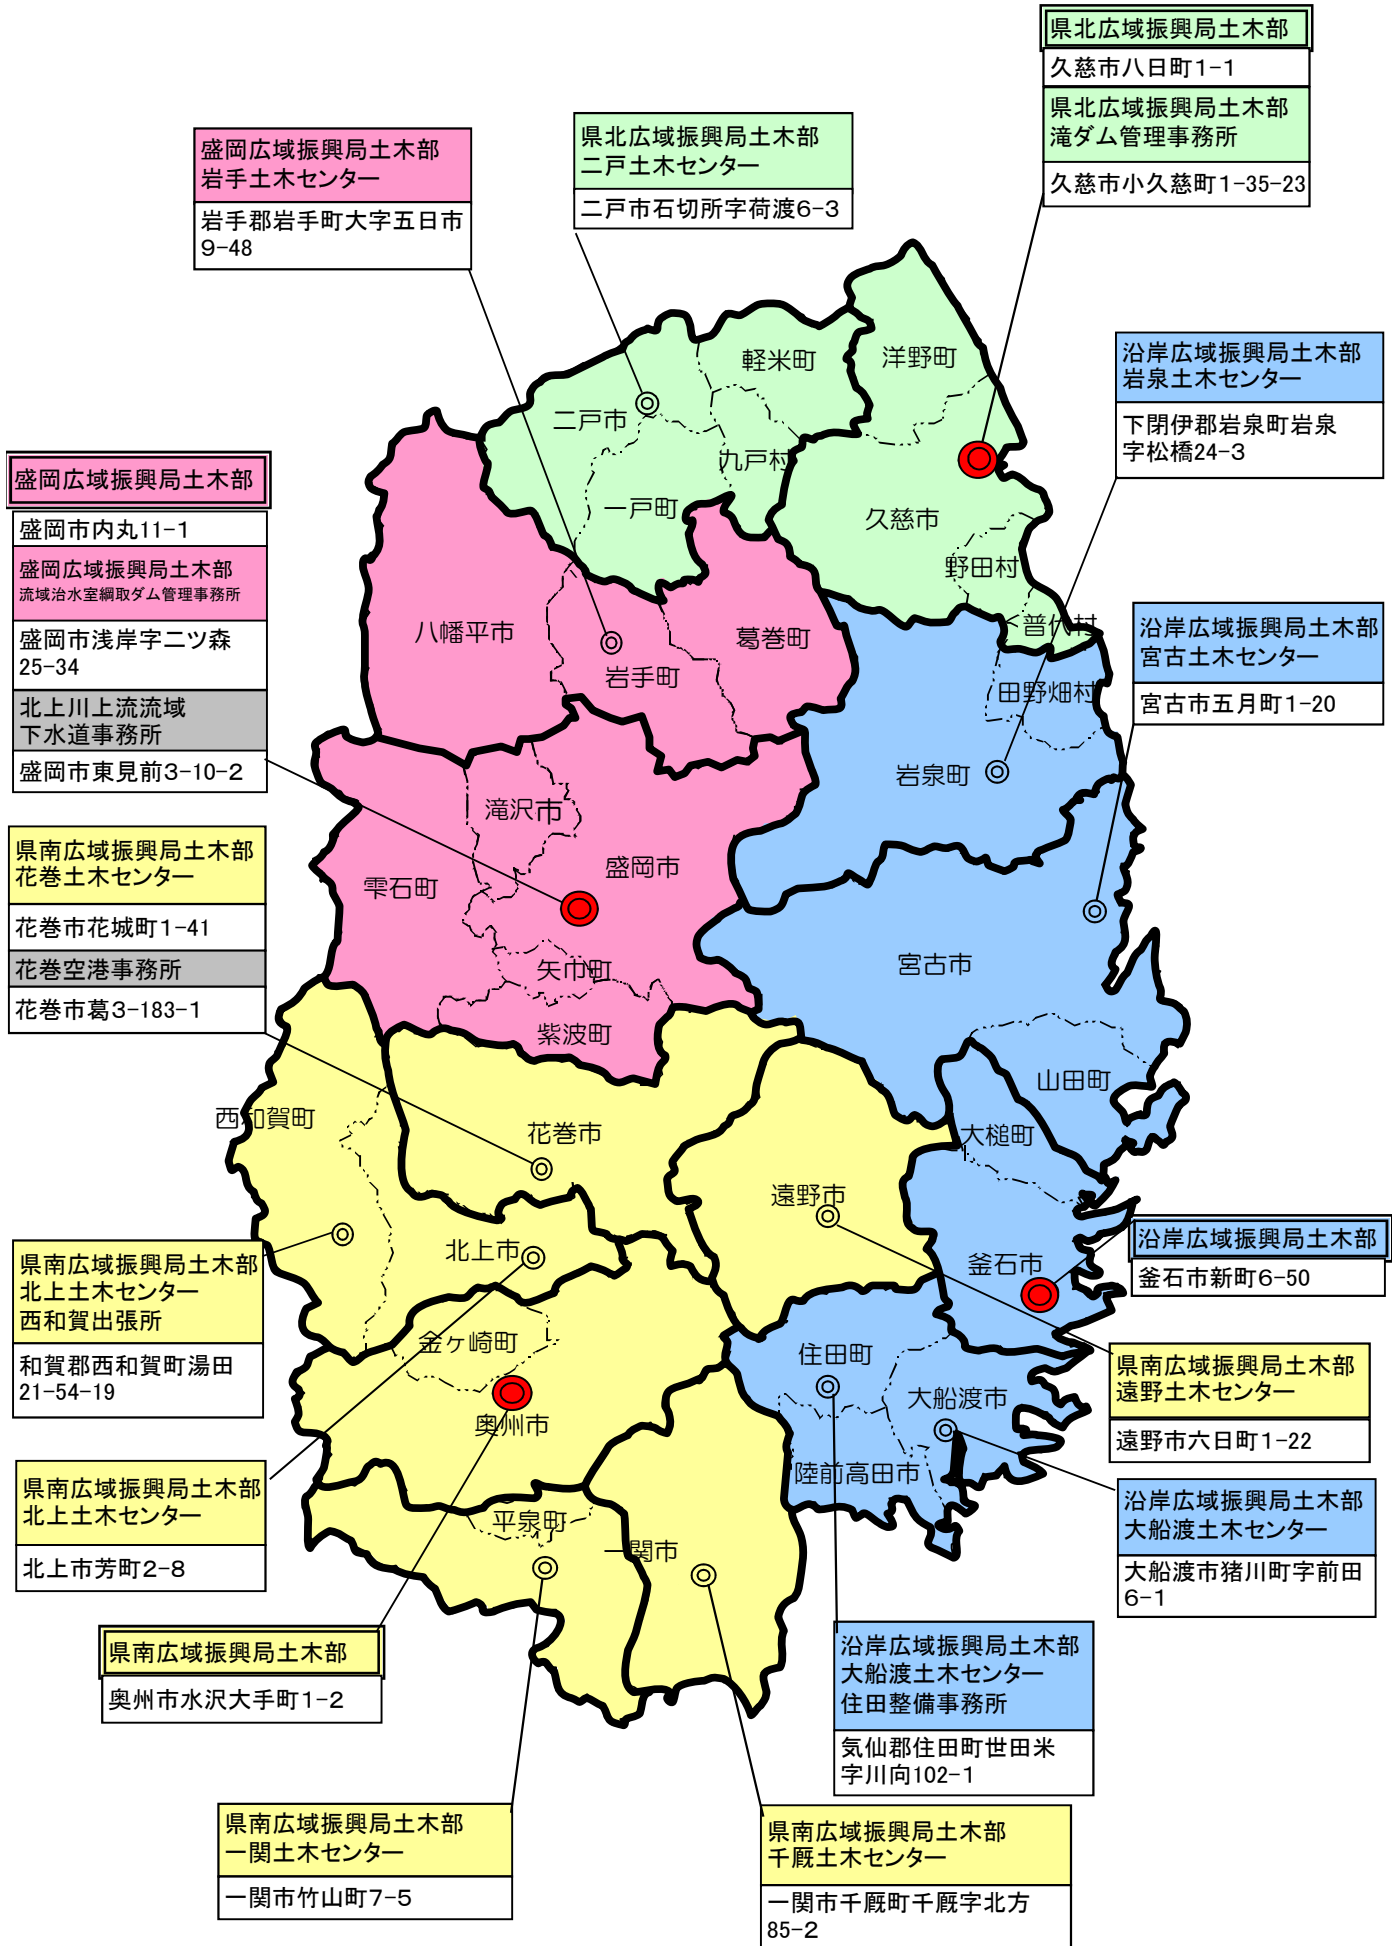 県北広域振興局土木部
久慈市八日町1-1
県北広域振興局土木部
滝ダム管理事務所
久慈市小久慈町1-35-23
県北広域振興局土木部
二戸土木センター
二戸市石切所字荷渡6-3
盛岡広域振興局土木部
岩手土木センター
岩手郡岩手町大字五日市
9-48
沿岸広域振興局土木部
岩泉土木センター
下閉伊郡岩泉町岩泉
字松橋24-3
盛岡広域振興局土木部
盛岡市内丸11-1
盛岡広域振興局土木部
流域治水室綱取ダム管理事務所
盛岡市浅岸字二ツ森
25-34
北上川上流流域
下水道事務所
盛岡市東見前3-10-2
沿岸広域振興局土木部
宮古土木センター
宮古市五月町1-20
県南広域振興局土木部
花巻土木センター
花巻市花城町1-41
花巻空港事務所
花巻市葛3-183-1
軽米町
洋野町
二戸市
九戸村
一戸町
久慈市
野田村
普代村
八幡平市
葛巻町
岩手町
田野畑村
岩泉町
滝沢市
盛岡市
雫石町
矢巾町
宮古市
紫波町
山田町
西和賀町
花巻市
大槌町
遠野市
北上市
釜石市
金ヶ崎町
住田町
大船渡市
奥州市
陸前高田市
平泉町
一関市
沿岸広域振興局土木部
釜石市新町6-50
県南広域振興局土木部
北上土木センター
西和賀出張所
和賀郡西和賀町湯田
21-54-19
県南広域振興局土木部
遠野土木センター
遠野市六日町1-22
県南広域振興局土木部
北上土木センター
北上市芳町2-8
沿岸広域振興局土木部
大船渡土木センター
大船渡市猪川町字前田
6-1
県南広域振興局土木部
奥州市水沢大手町1-2
沿岸広域振興局土木部
大船渡土木センター
住田整備事務所
気仙郡住田町世田米
字川向102-1
県南広域振興局土木部
一関土木センター
一関市竹山町7-5
県南広域振興局土木部
千厩土木センター
一関市千厩町千厩字北方
85-2